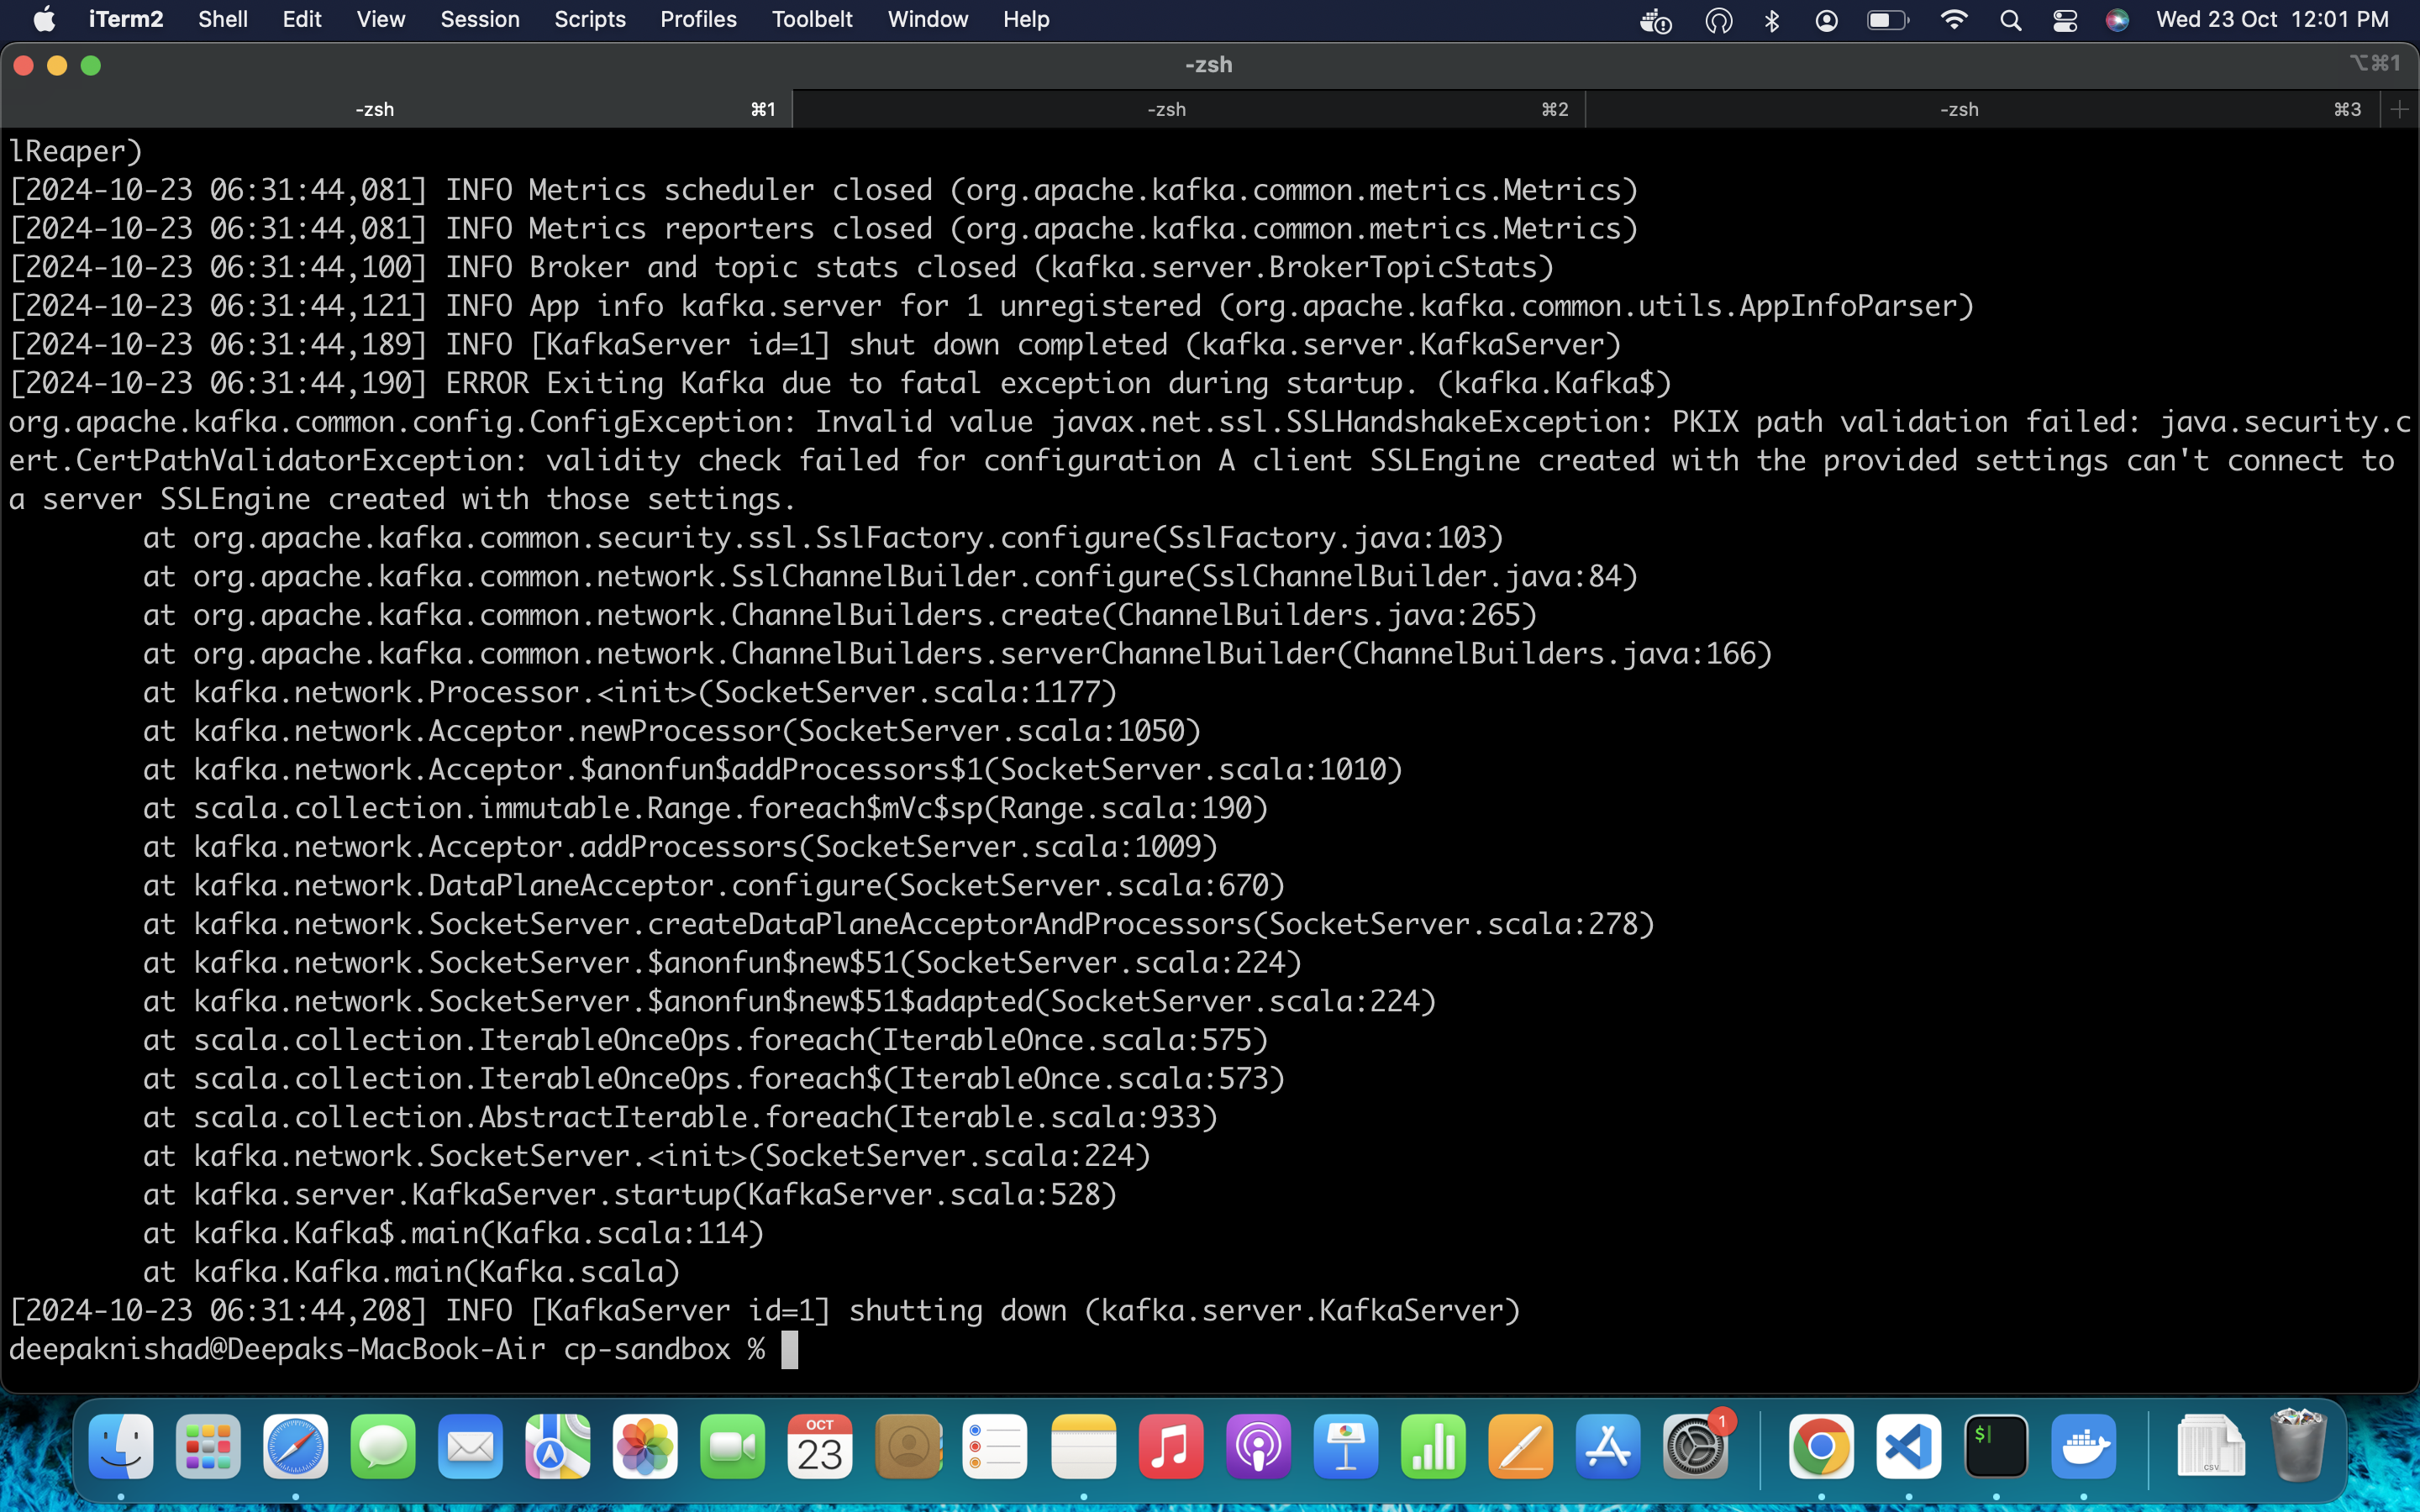 iTerm2 Shell Edit View Session Scripts Profiles Toolbelt Window Help Wed 23 Oct 12:01 PM
-zsh ⌥⌘1
-zsh ⌘1 -zsh ⌘2 -zsh ⌘3
lReaper)
[2024-10-23 06:31:44,081] INFO Metrics scheduler closed (org.apache.kafka.common.metrics.Metrics)
[2024-10-23 06:31:44,081] INFO Metrics reporters closed (org.apache.kafka.common.metrics.Metrics)
[2024-10-23 06:31:44,100] INFO Broker and topic stats closed (kafka.server.BrokerTopicStats)
[2024-10-23 06:31:44,121] INFO App info kafka.server for 1 unregistered (org.apache.kafka.common.utils.AppInfoParser)
[2024-10-23 06:31:44,189] INFO [KafkaServer id=1] shut down completed (kafka.server.KafkaServer)
[2024-10-23 06:31:44,190] ERROR Exiting Kafka due to fatal exception during startup. (kafka.Kafka$)
org.apache.kafka.common.config.ConfigException: Invalid value javax.net.ssl.SSLHandshakeException: PKIX path validation failed: java.security.c
ert.CertPathValidatorException: validity check failed for configuration A client SSLEngine created with the provided settings can't connect to
a server SSLEngine created with those settings.
at org.apache.kafka.common.security.ssl.SslFactory.configure(SslFactory.java:103)
at org.apache.kafka.common.network.SslChannelBuilder.configure(SslChannelBuilder.java:84)
at org.apache.kafka.common.network.ChannelBuilders.create(ChannelBuilders.java:265)
at org.apache.kafka.common.network.ChannelBuilders.serverChannelBuilder(ChannelBuilders.java:166)
at kafka.network.Processor.<init>(SocketServer.scala:1177)
at kafka.network.Acceptor.newProcessor(SocketServer.scala:1050)
at kafka.network.Acceptor.$anonfun$addProcessors$1(SocketServer.scala:1010)
at scala.collection.immutable.Range.foreach$mVc$sp(Range.scala:190)
at kafka.network.Acceptor.addProcessors(SocketServer.scala:1009)
at kafka.network.DataPlaneAcceptor.configure(SocketServer.scala:670)
at kafka.network.SocketServer.createDataPlaneAcceptorAndProcessors(SocketServer.scala:278)
at kafka.network.SocketServer.$anonfun$new$51(SocketServer.scala:224)
at kafka.network.SocketServer.$anonfun$new$51$adapted(SocketServer.scala:224)
at scala.collection.IterableOnceOps.foreach(IterableOnce.scala:575)
at scala.collection.IterableOnceOps.foreach$(IterableOnce.scala:573)
at scala.collection.AbstractIterable.foreach(Iterable.scala:933)
at kafka.network.SocketServer.<init>(SocketServer.scala:224)
at kafka.server.KafkaServer.startup(KafkaServer.scala:528)
at kafka.Kafka$.main(Kafka.scala:114)
at kafka.Kafka.main(Kafka.scala)
[2024-10-23 06:31:44,208] INFO [KafkaServer id=1] shutting down (kafka.server.KafkaServer)
deepaknishad@Deepaks-MacBook-Air cp-sandbox %
OCT
23
1
$
CSV